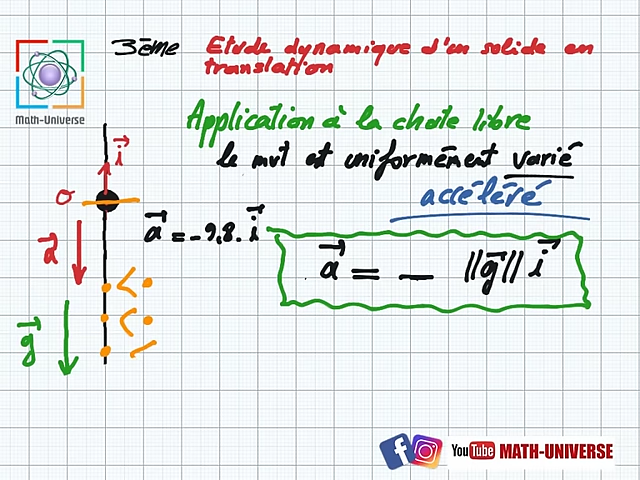 3ème Etude dynamique d'un solide en
translation
Math-Universe
Application à la chute libre
le mvt est uniformément varié
accéléré
i⃗
O
a⃗ = -9,8. i⃗
a⃗ = - ||g⃗|| i⃗
a⃗
g⃗
f
YouTube MATH-UNIVERSE